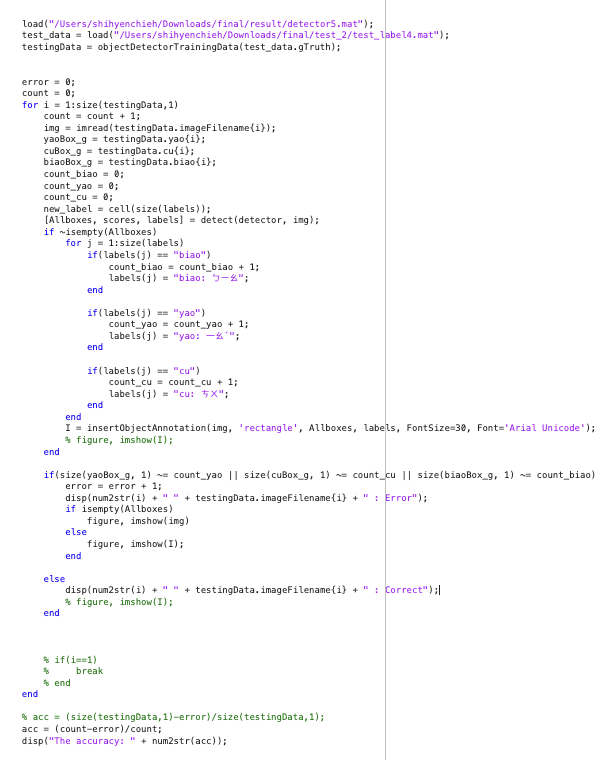 load("/Users/shihyenchieh/Downloads/final/result/detector5.mat");
test_data = load("/Users/shihyenchieh/Downloads/final/test_2/test_label4.mat");
testingData = objectDetectorTrainingData(test_data.gTruth);
error = 0;
count = 0;
for i = 1:size(testingData,1)
count = count + 1;
img = imread(testingData.imageFilename{i});
yaoBox_g = testingData.yao{i};
cuBox_g = testingData.cu{i};
biaoBox_g = testingData.biao{i};
count_biao = 0;
count_yao = 0;
count_cu = 0;
new_label = cell(size(labels));
[Allboxes, scores, labels] = detect(detector, img);
if ~isempty(Allboxes)
for j = 1:size(labels)
if(labels(j) == "biao")
count_biao = count_biao + 1;
labels(j) = "biao: ㄅㄧㄠ";
end
if(labels(j) == "yao")
count_yao = count_yao + 1;
labels(j) = "yao: ㄧㄠˊ";
end
if(labels(j) == "cu")
count_cu = count_cu + 1;
labels(j) = "cu: ㄘㄨ";
end
end
I = insertObjectAnnotation(img, 'rectangle', Allboxes, labels, FontSize=30, Font='Arial Unicode');
% figure, imshow(I);
end
if(size(yaoBox_g, 1) ~= count_yao || size(cuBox_g, 1) ~= count_cu || size(biaoBox_g, 1) ~= count_biao)
error = error + 1;
disp(num2str(i) + " " + testingData.imageFilename{i} + " : Error");
if isempty(Allboxes)
figure, imshow(img)
else
figure, imshow(I);
end
else
disp(num2str(i) + " " + testingData.imageFilename{i} + " : Correct");
% figure, imshow(I);
end
% if(i==1)
% break
% end
end
% acc = (size(testingData,1)-error)/size(testingData,1);
acc = (count-error)/count;
disp("The accuracy: " + num2str(acc));